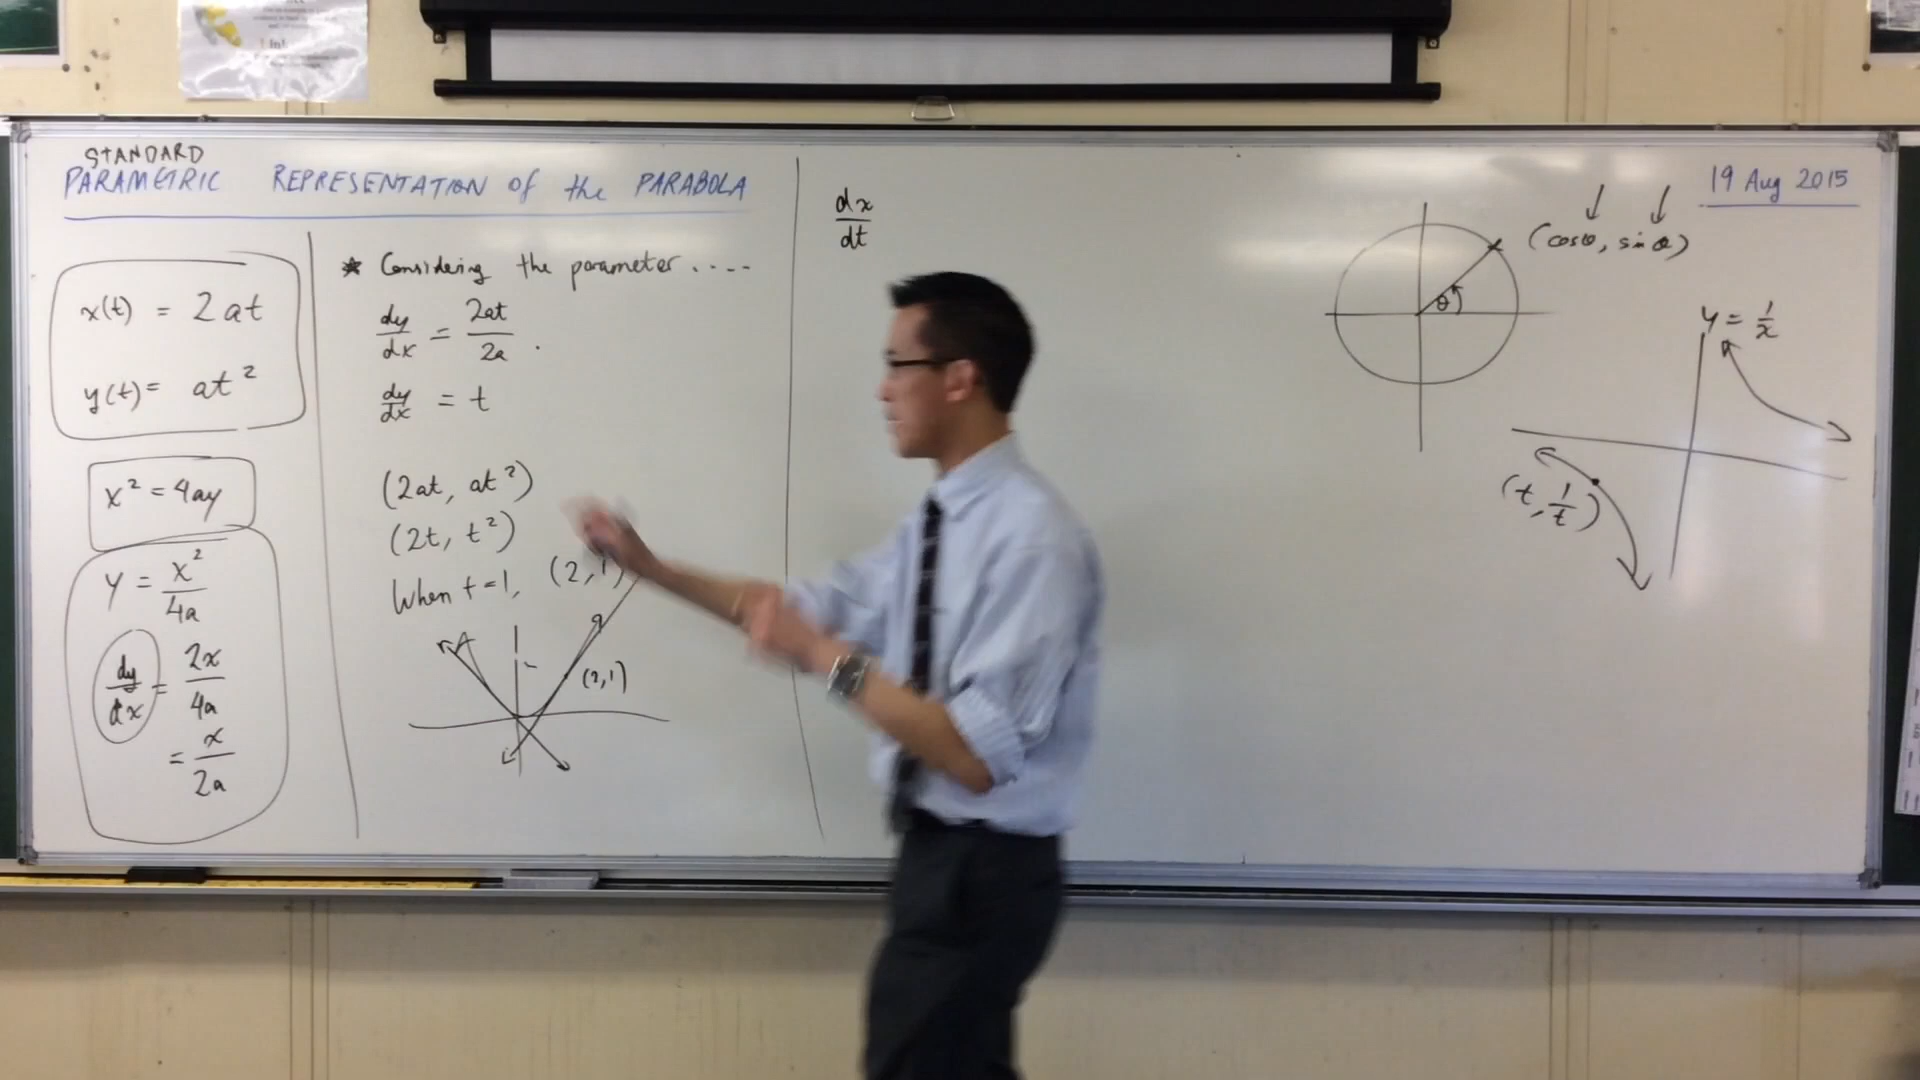 STANDARD
PARAMETRIC REPRESENTATION of the PARABOLA
x(t) = 2at
y(t) = at²
x² = 4ay
y = x²/4a
dy/dx = 2x/4a
= x/2a
* Considering the parameter ....
dy/dx = 2at/2a .
dy/dx = t
(2at, at²)
(2t, t²)
When t=1, (2,1)
(2,1)
dx/dt
19 Aug 2015
(cosθ, sinθ)
θ
y = 1/x
(t, 1/t)